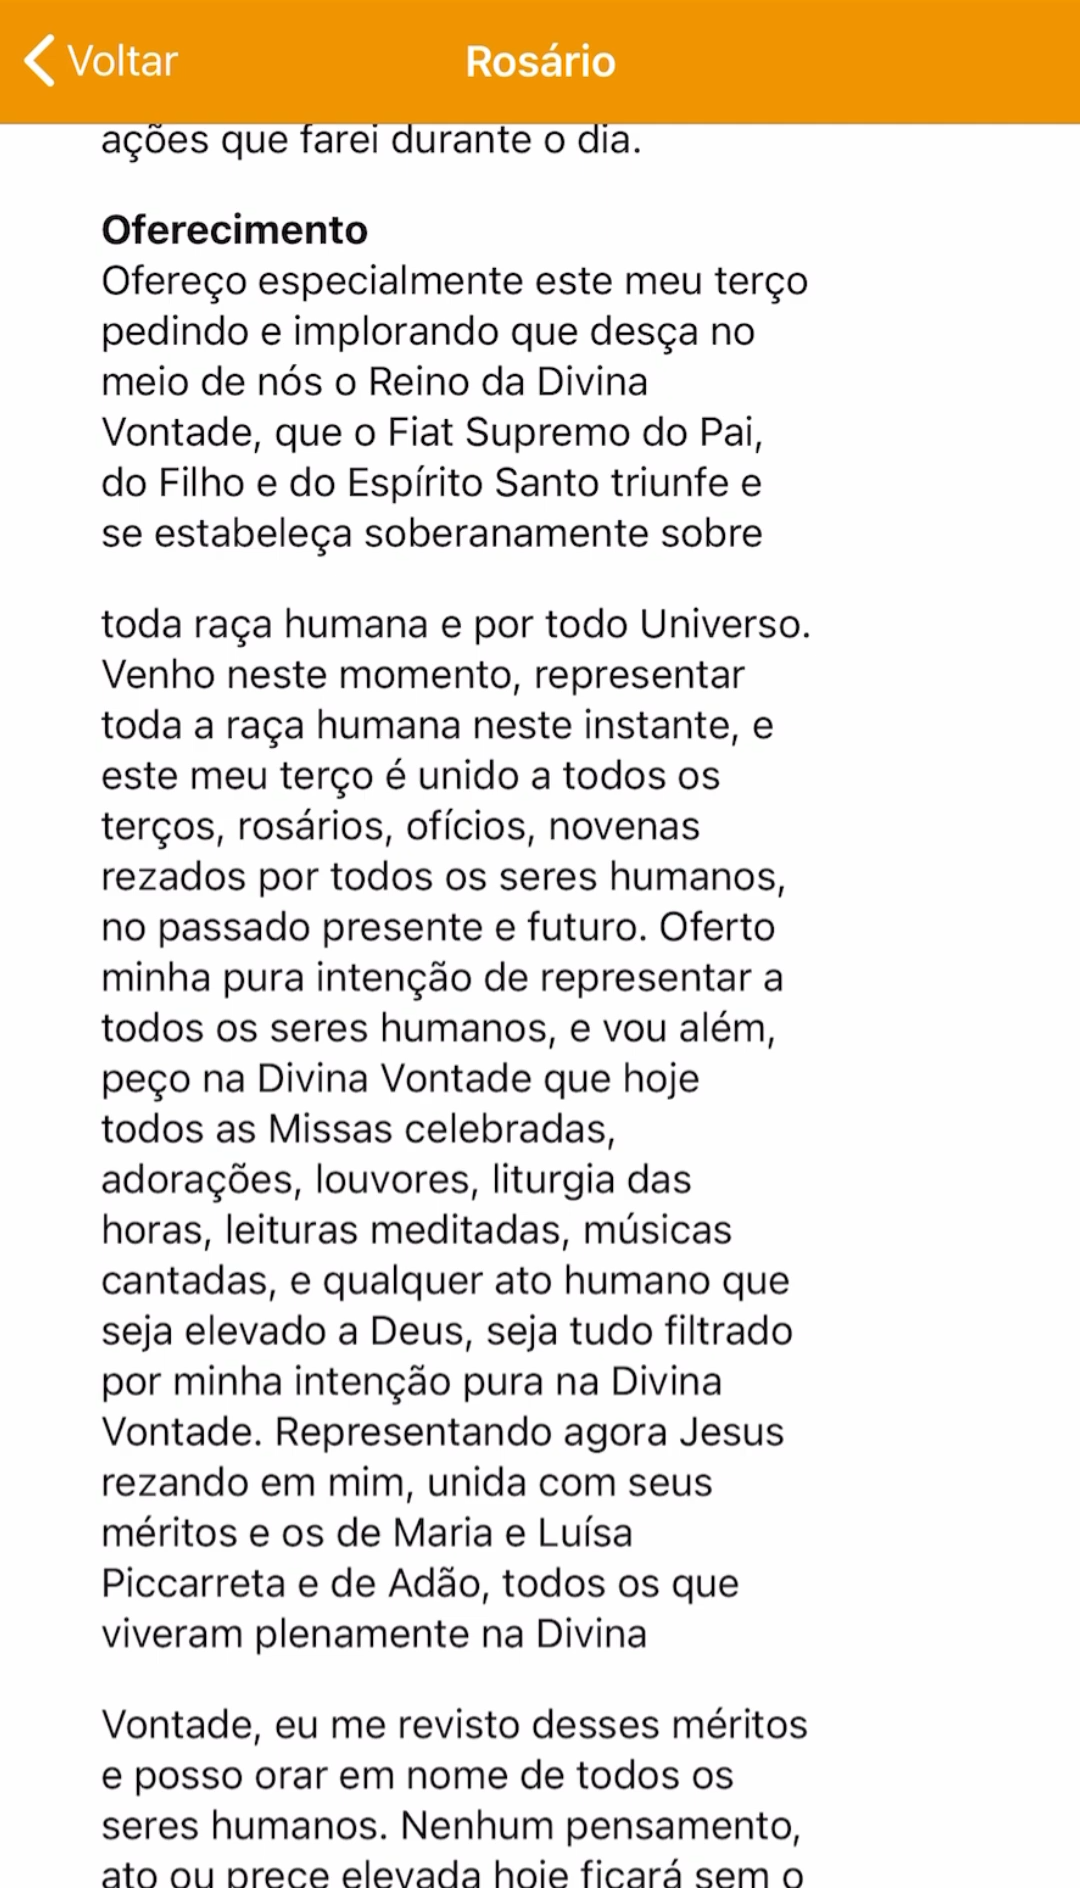 Voltar
Rosário
ações que farei durante o dia.
Oferecimento
Ofereço especialmente este meu terço
pedindo e implorando que desça no
meio de nós o Reino da Divina
Vontade, que o Fiat Supremo do Pai,
do Filho e do Espírito Santo triunfe e
se estabeleça soberanamente sobre
toda raça humana e por todo Universo.
Venho neste momento, representar
toda a raça humana neste instante, e
este meu terço é unido a todos os
terços, rosários, ofícios, novenas
rezados por todos os seres humanos,
no passado presente e futuro. Oferto
minha pura intenção de representar a
todos os seres humanos, e vou além,
peço na Divina Vontade que hoje
todos as Missas celebradas,
adorações, louvores, liturgia das
horas, leituras meditadas, músicas
cantadas, e qualquer ato humano que
seja elevado a Deus, seja tudo filtrado
por minha intenção pura na Divina
Vontade. Representando agora Jesus
rezando em mim, unida com seus
méritos e os de Maria e Luísa
Piccarreta e de Adão, todos os que
viveram plenamente na Divina
Vontade, eu me revisto desses méritos
e posso orar em nome de todos os
seres humanos. Nenhum pensamento,
ato ou prece elevada hoje ficará sem o